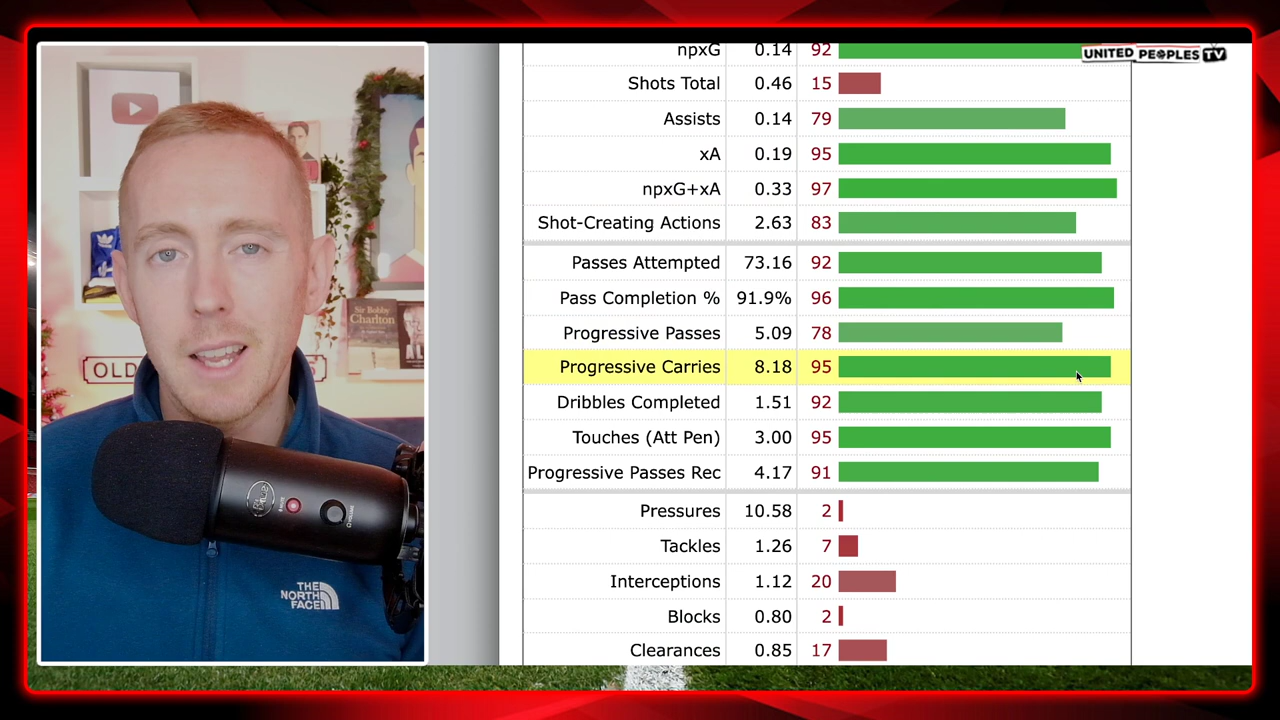 UNITED PEOPLES TV
npxG 0.14 92
Shots Total 0.46 15
Assists 0.14 79
xA 0.19 95
npxG+xA 0.33 97
Shot-Creating Actions 2.63 83
Passes Attempted 73.16 92
Pass Completion % 91.9% 96
Progressive Passes 5.09 78
Progressive Carries 8.18 95
Dribbles Completed 1.51 92
Touches (Att Pen) 3.00 95
Progressive Passes Rec 4.17 91
Pressures 10.58 2
Tackles 1.26 7
Interceptions 1.12 20
Blocks 0.80 2
Clearances 0.85 17
Sir Bobby
Charlton
OLD
THE
NORTH
FACE